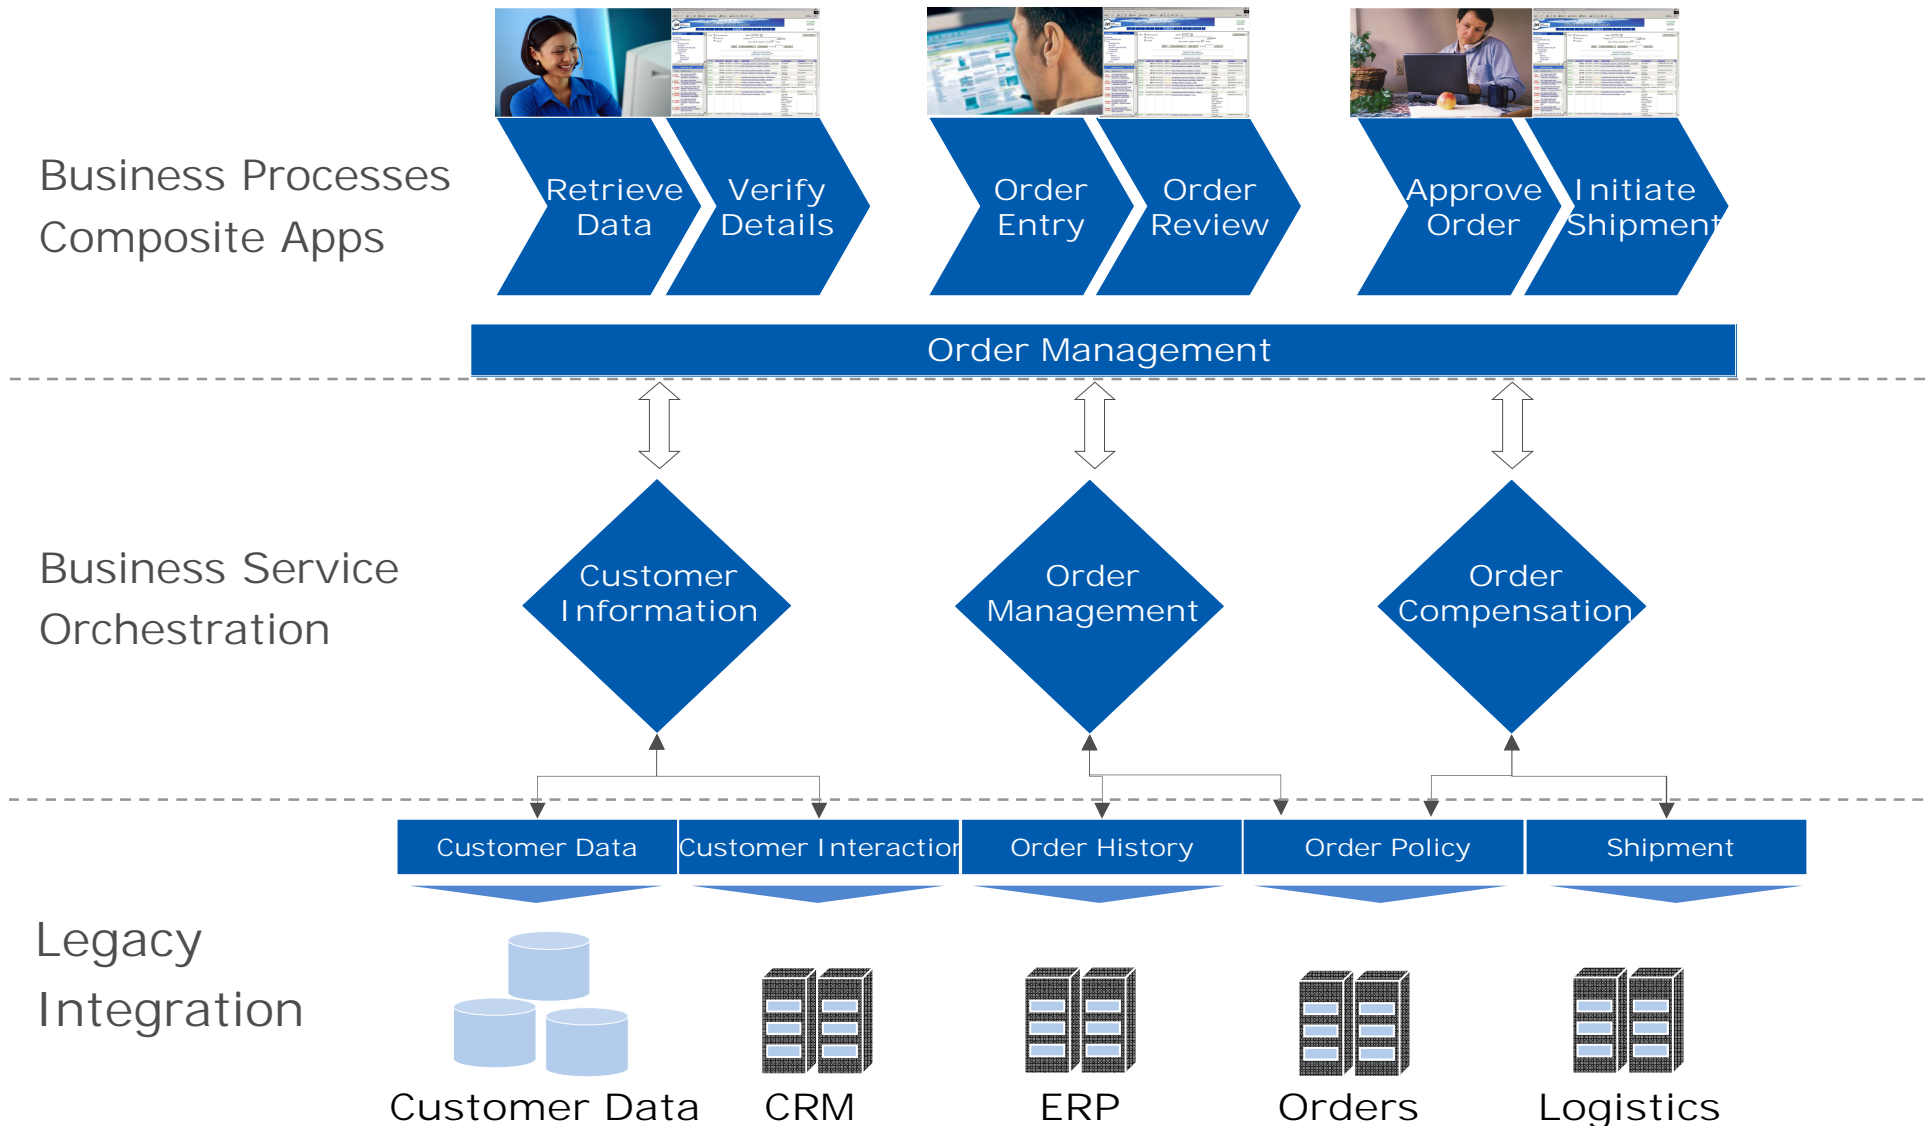 Business Processes
Composite Apps
Retrieve
Data
Verify
Details
Order
Entry
Order
Review
Approve
Order
Initiate
Shipment
Order Management
Business Service
Orchestration
Customer
Information
Order
Management
Order
Compensation
Customer Data
Customer Interaction
Order History
Order Policy
Shipment
Legacy
Integration
Customer Data
CRM
ERP
Orders
Logistics